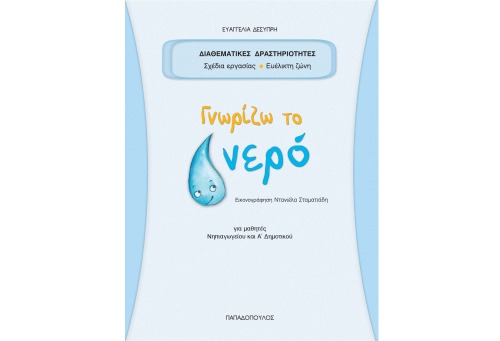 ΕΥΑΓΓΕΛΙΑ ΔΕΣΥΠΡΗ
ΔΙΑΘΕΜΑΤΙΚΕΣ ΔΡΑΣΤΗΡΙΟΤΗΤΕΣ
Σχέδια εργασίας • Ευέλικτη ζώνη
Γνωρίζω το
νερό
Εικονογράφηση Ντανιέλα Σταματιάδη
για μαθητές
Νηπιαγωγείου και Α' Δημοτικού
ΠΑΠΑΔΟΠΟΥΛΟΣ